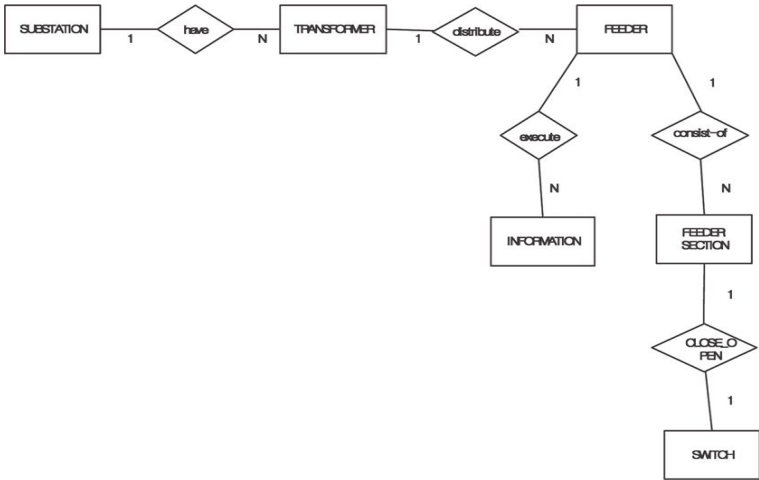 SUBSTATION
1
have
N
TRANSFORMER
1
distribute
N
FEEDER
1
1
execute
consist-of
N
N
INFORMATION
FEEDER
SECTION
1
CLOSE_O
PEN
1
SWITCH